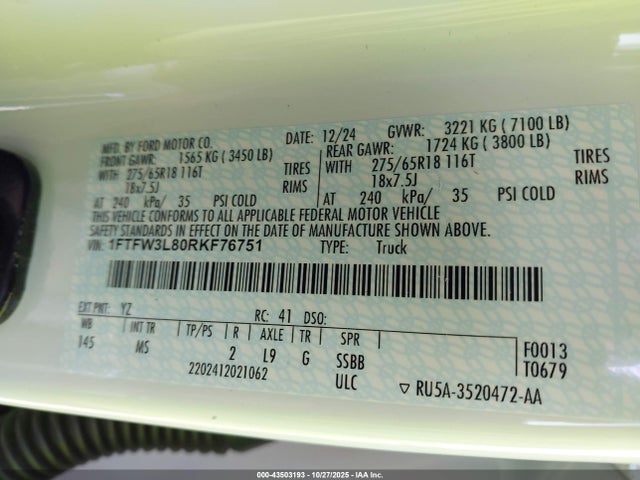 MFD. BY FORD MOTOR CO.
DATE: 12/24 GVWR: 3221 KG ( 7100 LB)
FRONT GAWR: 1565 KG ( 3450 LB) REAR GAWR: 1724 KG ( 3800 LB)
WITH 275/65R18 116T TIRES WITH 275/65R18 116T TIRES
18x7.5J RIMS 18x7.5J RIMS
AT 240 kPa/ 35 PSI COLD AT 240 kPa/ 35 PSI COLD
THIS VEHICLE CONFORMS TO ALL APPLICABLE FEDERAL MOTOR VEHICLE
SAFETY STANDARDS IN EFFECT ON THE DATE OF MANUFACTURE SHOWN ABOVE.
VIN: 1FTFW3L80RKF76751 TYPE: Truck
EXT PNT: YZ RC: 41 DSO:
WB INT TR TP/PS R AXLE TR SPR
145 MS 2 L9 G SSBB
2202412021062 ULC
F0013
T0679
RU5A-3520472-AA
000-43503193 - 10/27/2025 - IAA Inc.